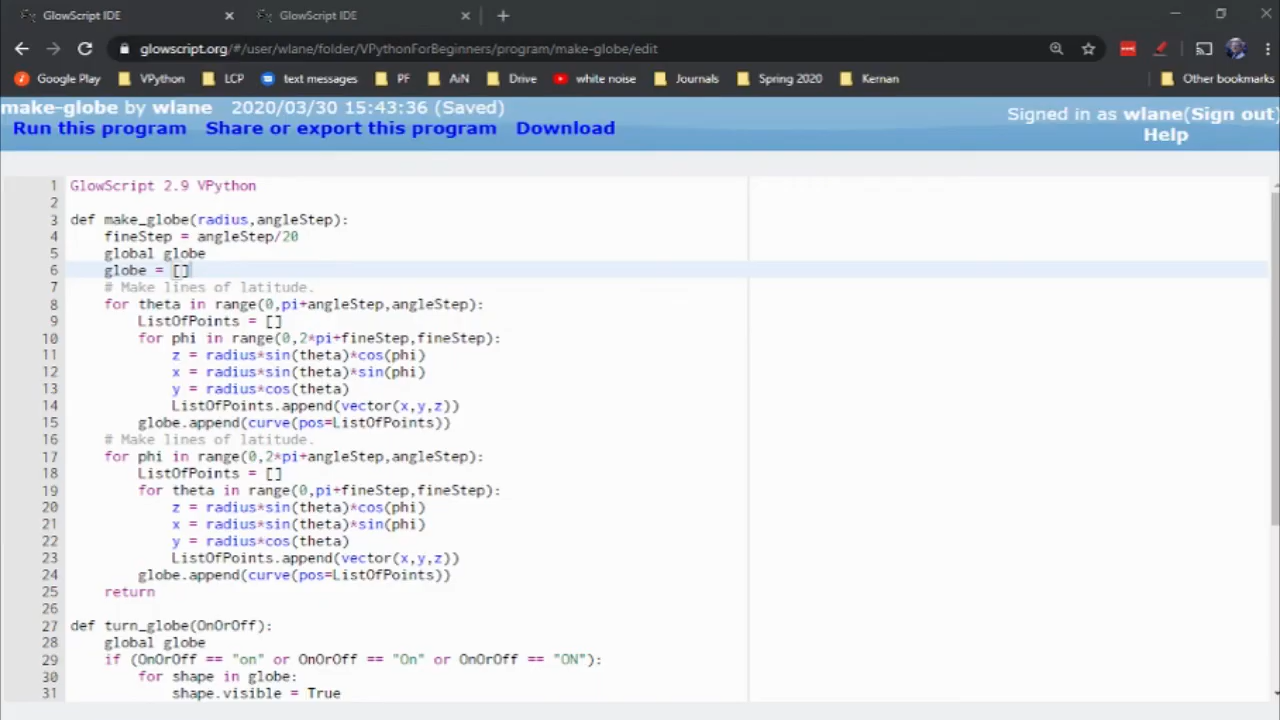 GlowScript IDE
GlowScript IDE
glowscript.org/#/user/wlane/folder/VPythonForBeginners/program/make-globe/edit
Google Play VPython LCP text messages PF AiN Drive white noise Journals Spring 2020 Kernan Other bookmarks
make-globe by wlane 2020/03/30 15:43:36 (Saved)
Signed in as wlane(Sign out)
Run this program Share or export this program Download
Help
1 GlowScript 2.9 VPython
2
3 def make_globe(radius,angleStep):
4 fineStep = angleStep/20
5 global globe
6 globe = []
7 # Make lines of latitude.
8 for theta in range(0,pi+angleStep,angleStep):
9 ListOfPoints = []
10 for phi in range(0,2*pi+fineStep,fineStep):
11 z = radius*sin(theta)*cos(phi)
12 x = radius*sin(theta)*sin(phi)
13 y = radius*cos(theta)
14 ListOfPoints.append(vector(x,y,z))
15 globe.append(curve(pos=ListOfPoints))
16 # Make lines of latitude.
17 for phi in range(0,2*pi+angleStep,angleStep):
18 ListOfPoints = []
19 for theta in range(0,pi+fineStep,fineStep):
20 z = radius*sin(theta)*cos(phi)
21 x = radius*sin(theta)*sin(phi)
22 y = radius*cos(theta)
23 ListOfPoints.append(vector(x,y,z))
24 globe.append(curve(pos=ListOfPoints))
25 return
26
27 def turn_globe(OnOrOff):
28 global globe
29 if (OnOrOff == "on" or OnOrOff == "On" or OnOrOff == "ON"):
30 for shape in globe:
31 shape.visible = True